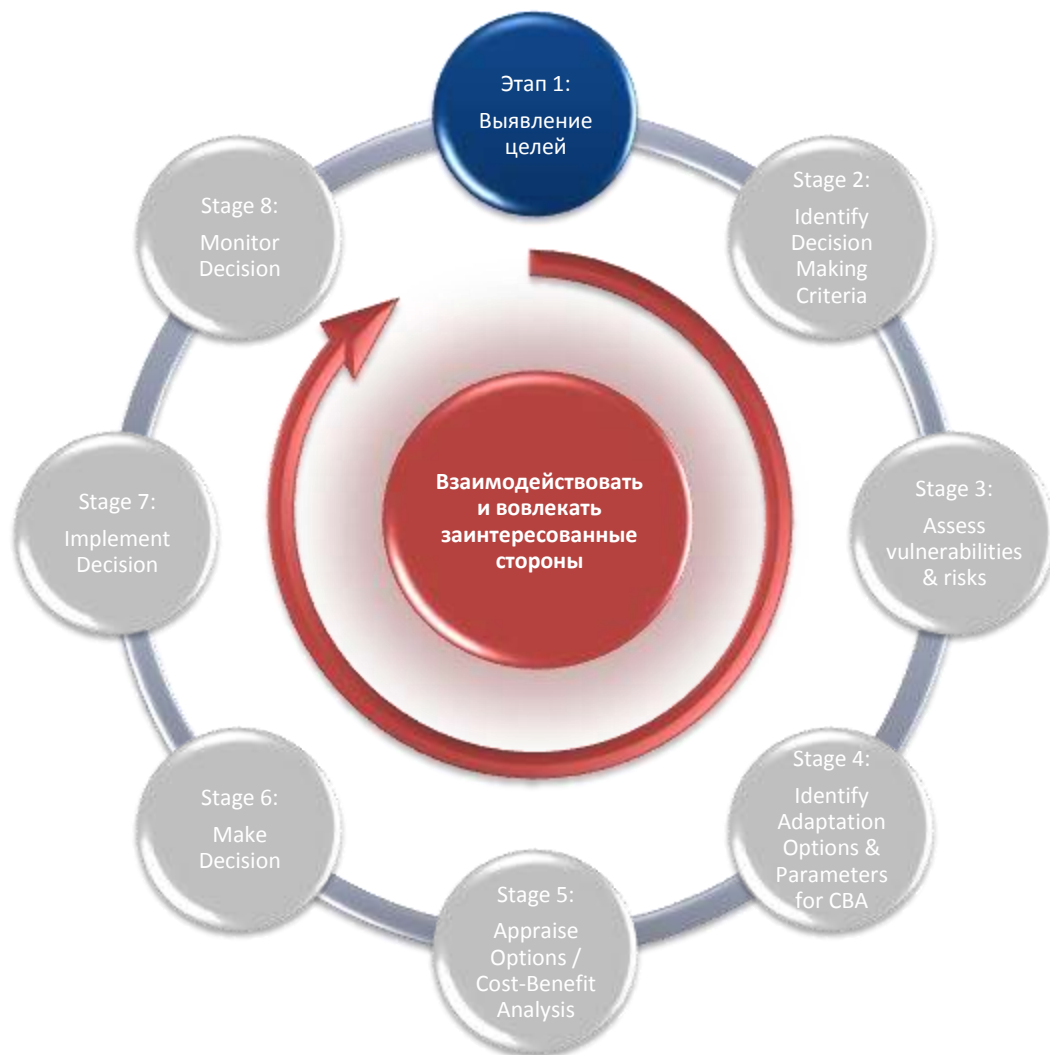 Этап 1:
Выявление
целей
Stage 2:
Identify
Decision
Making
Criteria
Stage 3:
Assess
vulnerabilities
& risks
Stage 4:
Identify
Adaptation
Options &
Parameters
for CBA
Stage 5:
Appraise
Options /
Cost-Benefit
Analysis
Stage 6:
Make
Decision
Stage 7:
Implement
Decision
Stage 8:
Monitor
Decision
Взаимодействовать
и вовлекать
заинтересованные
стороны